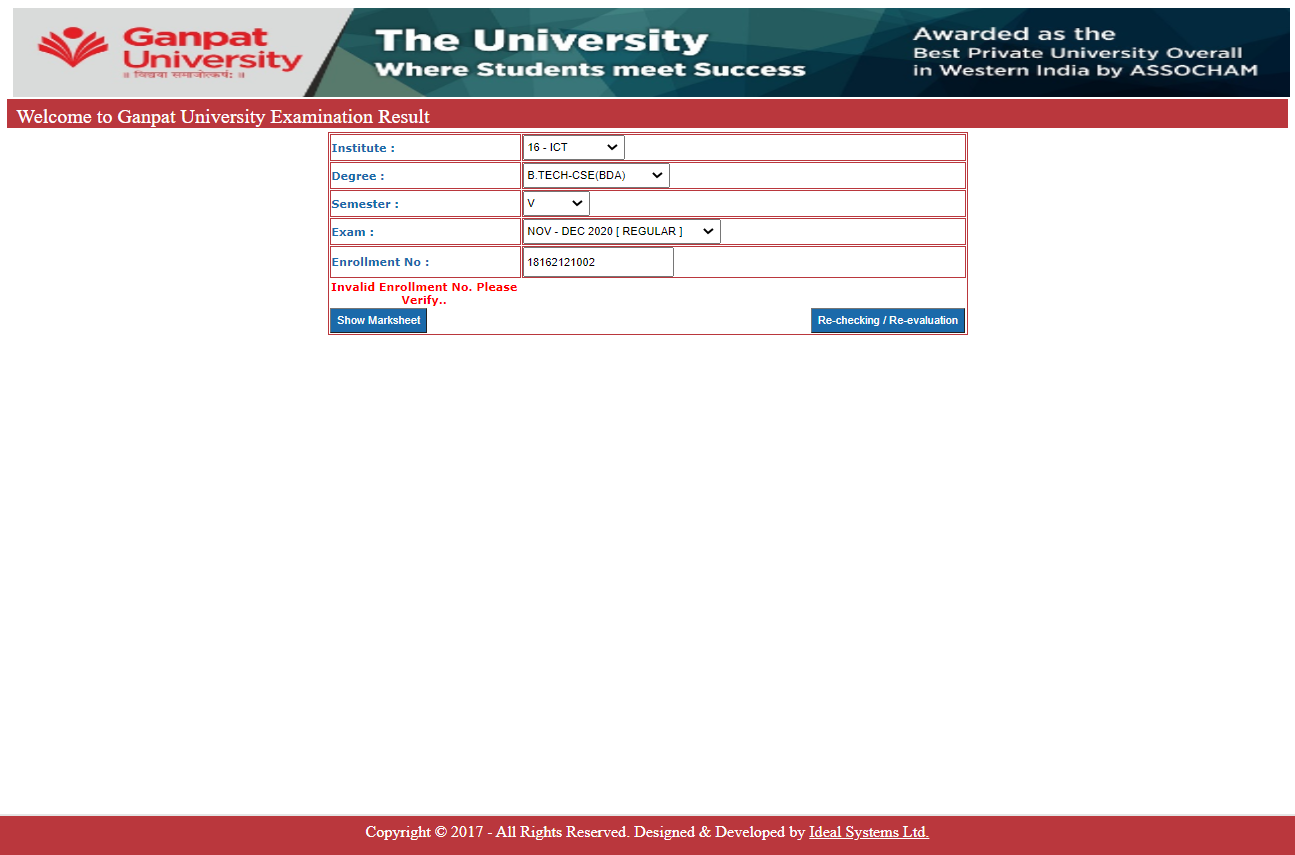 Ganpat
University
॥ विद्यया समाजोत्कर्षः ॥
The University
Where Students meet Success
Awarded as the
Best Private University Overall
in Western India by ASSOCHAM
Welcome to Ganpat University Examination Result
Institute : 16 - ICT
Degree : B.TECH-CSE(BDA)
Semester : V
Exam : NOV - DEC 2020 [ REGULAR ]
Enrollment No : 18162121002
Invalid Enrollment No. Please
Verify..
Show Marksheet Re-checking / Re-evaluation
Copyright © 2017 - All Rights Reserved. Designed & Developed by Ideal Systems Ltd.